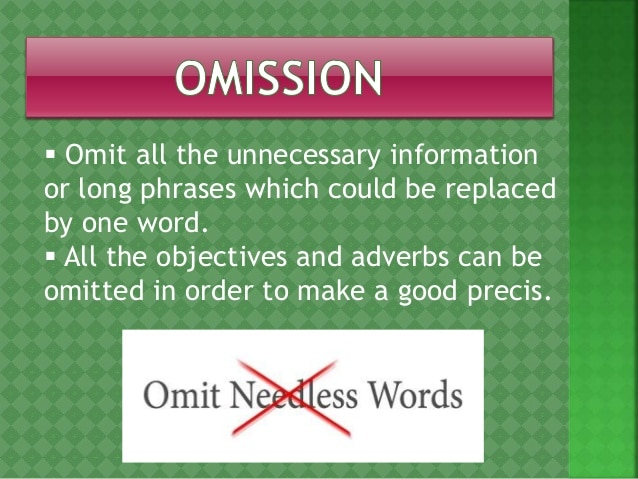 OMISSION
▪ Omit all the unnecessary information
or long phrases which could be replaced
by one word.
▪ All the objectives and adverbs can be
omitted in order to make a good precis.
Omit Needless Words